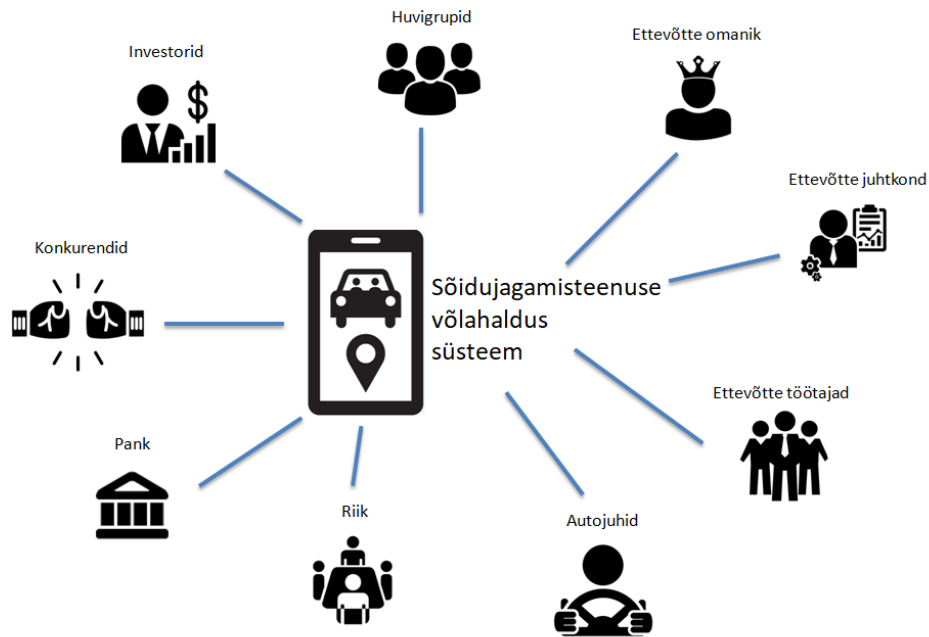 Huvigrupid
Ettevõtte omanik
Investorid
Ettevõtte juhtkond
Konkurendid
Sõidujagamisteenuse
võlahaldus
süsteem
Ettevõtte töötajad
Pank
Riik
Autojuhid